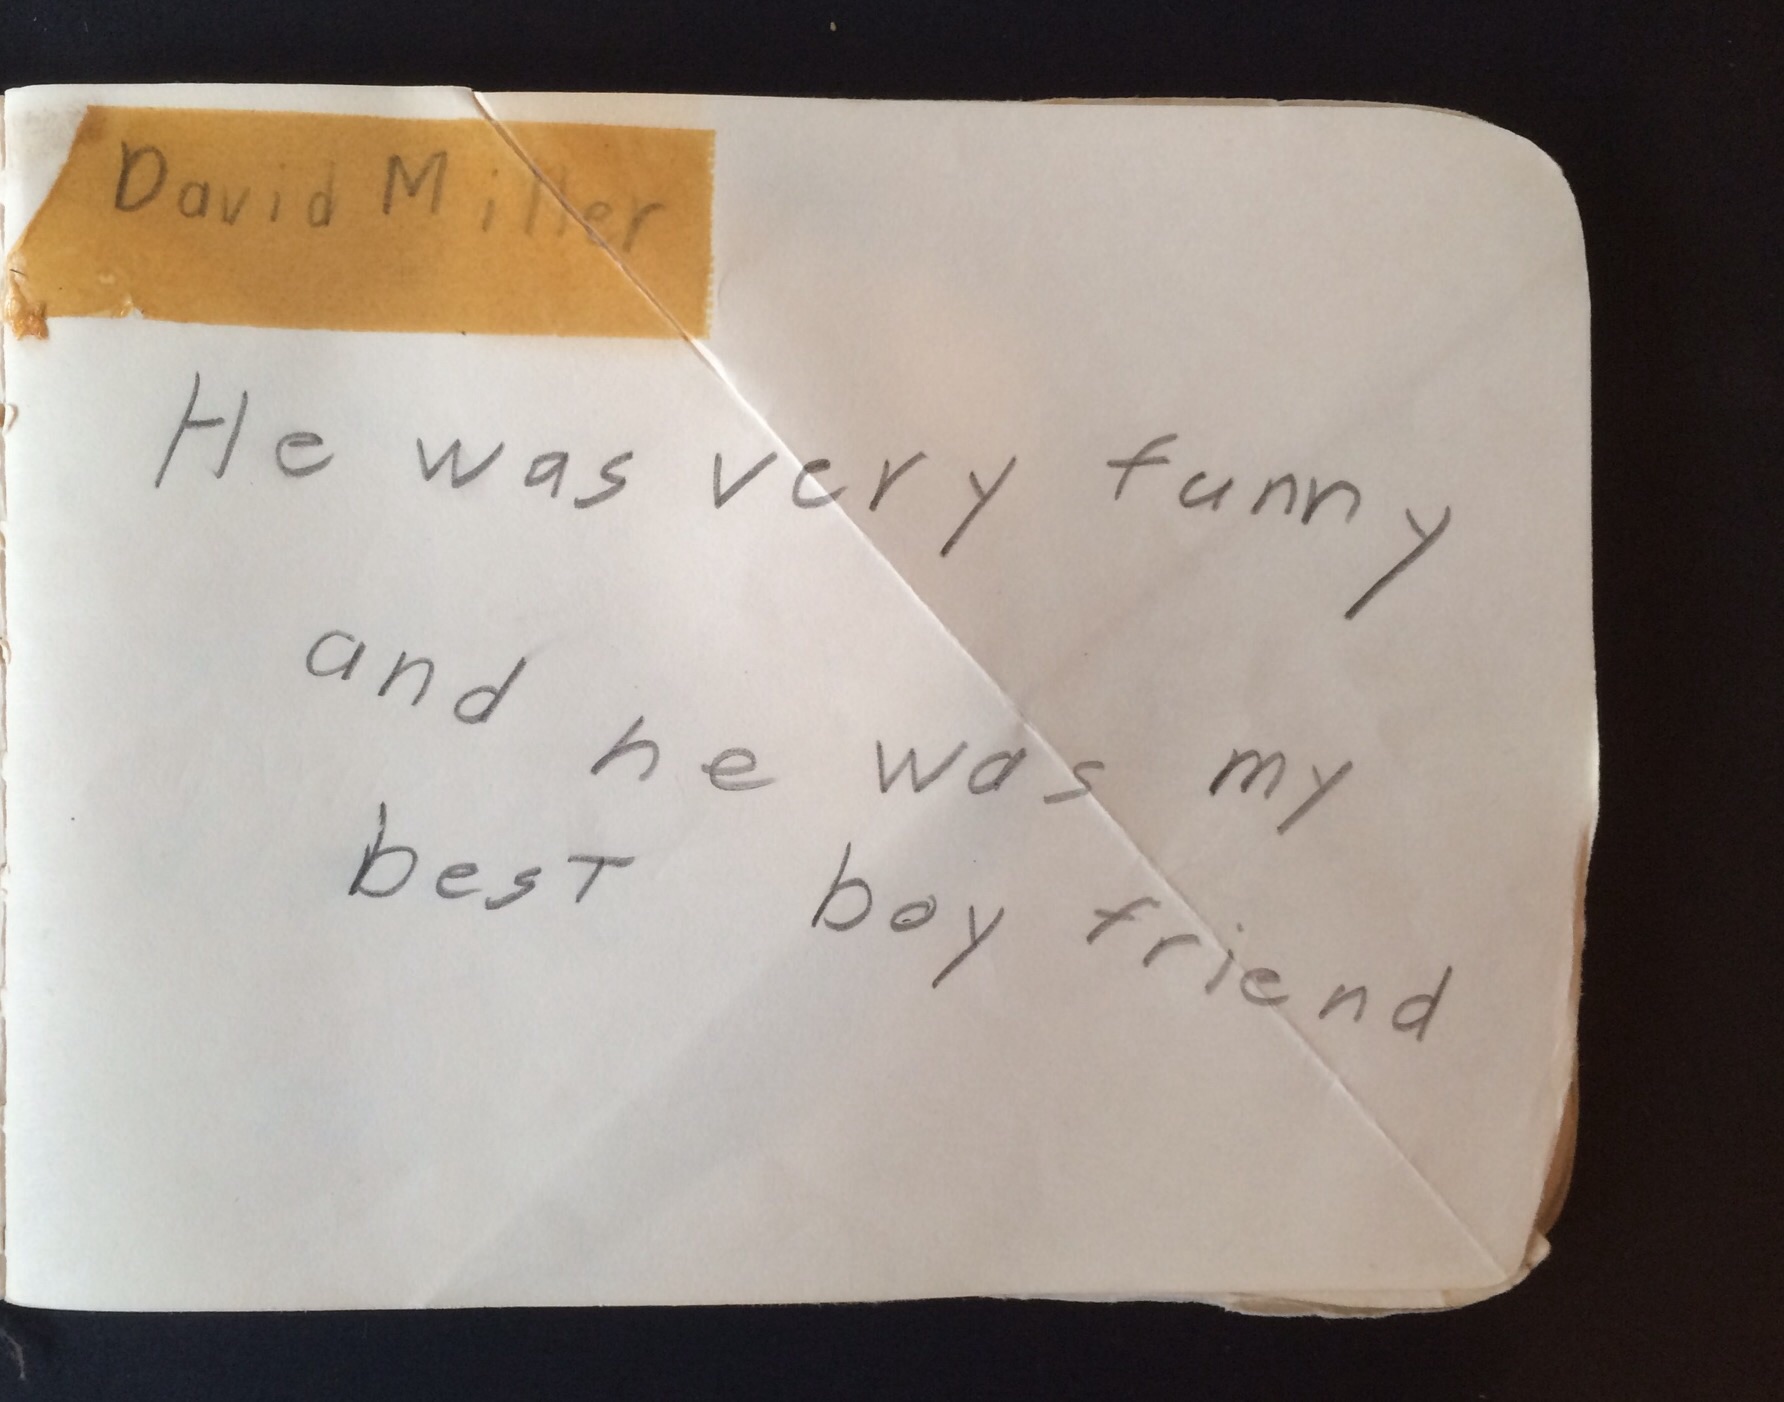 David Miller
He was very funny
and he was my
best boy friend